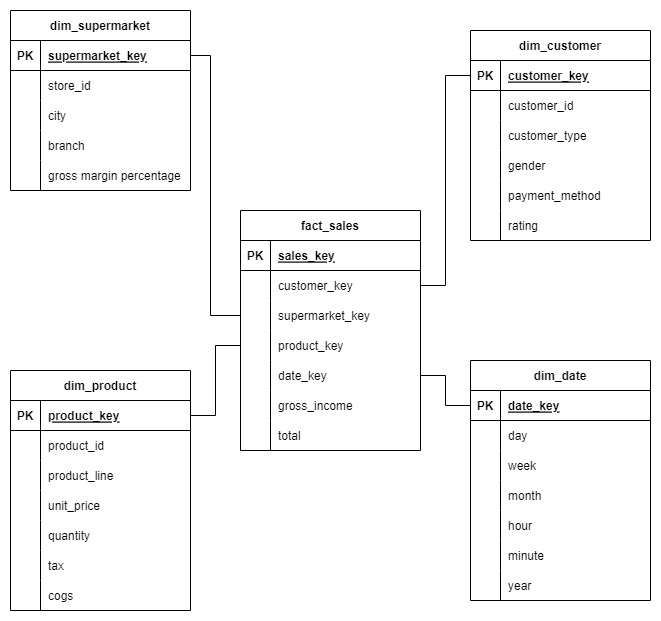 dim_supermarket
PK supermarket_key
store_id
city
branch
gross margin percentage
dim_customer
PK customer_key
customer_id
customer_type
gender
payment_method
rating
fact_sales
PK sales_key
customer_key
supermarket_key
product_key
date_key
gross_income
total
dim_product
PK product_key
product_id
product_line
unit_price
quantity
tax
cogs
dim_date
PK date_key
day
week
month
hour
minute
year